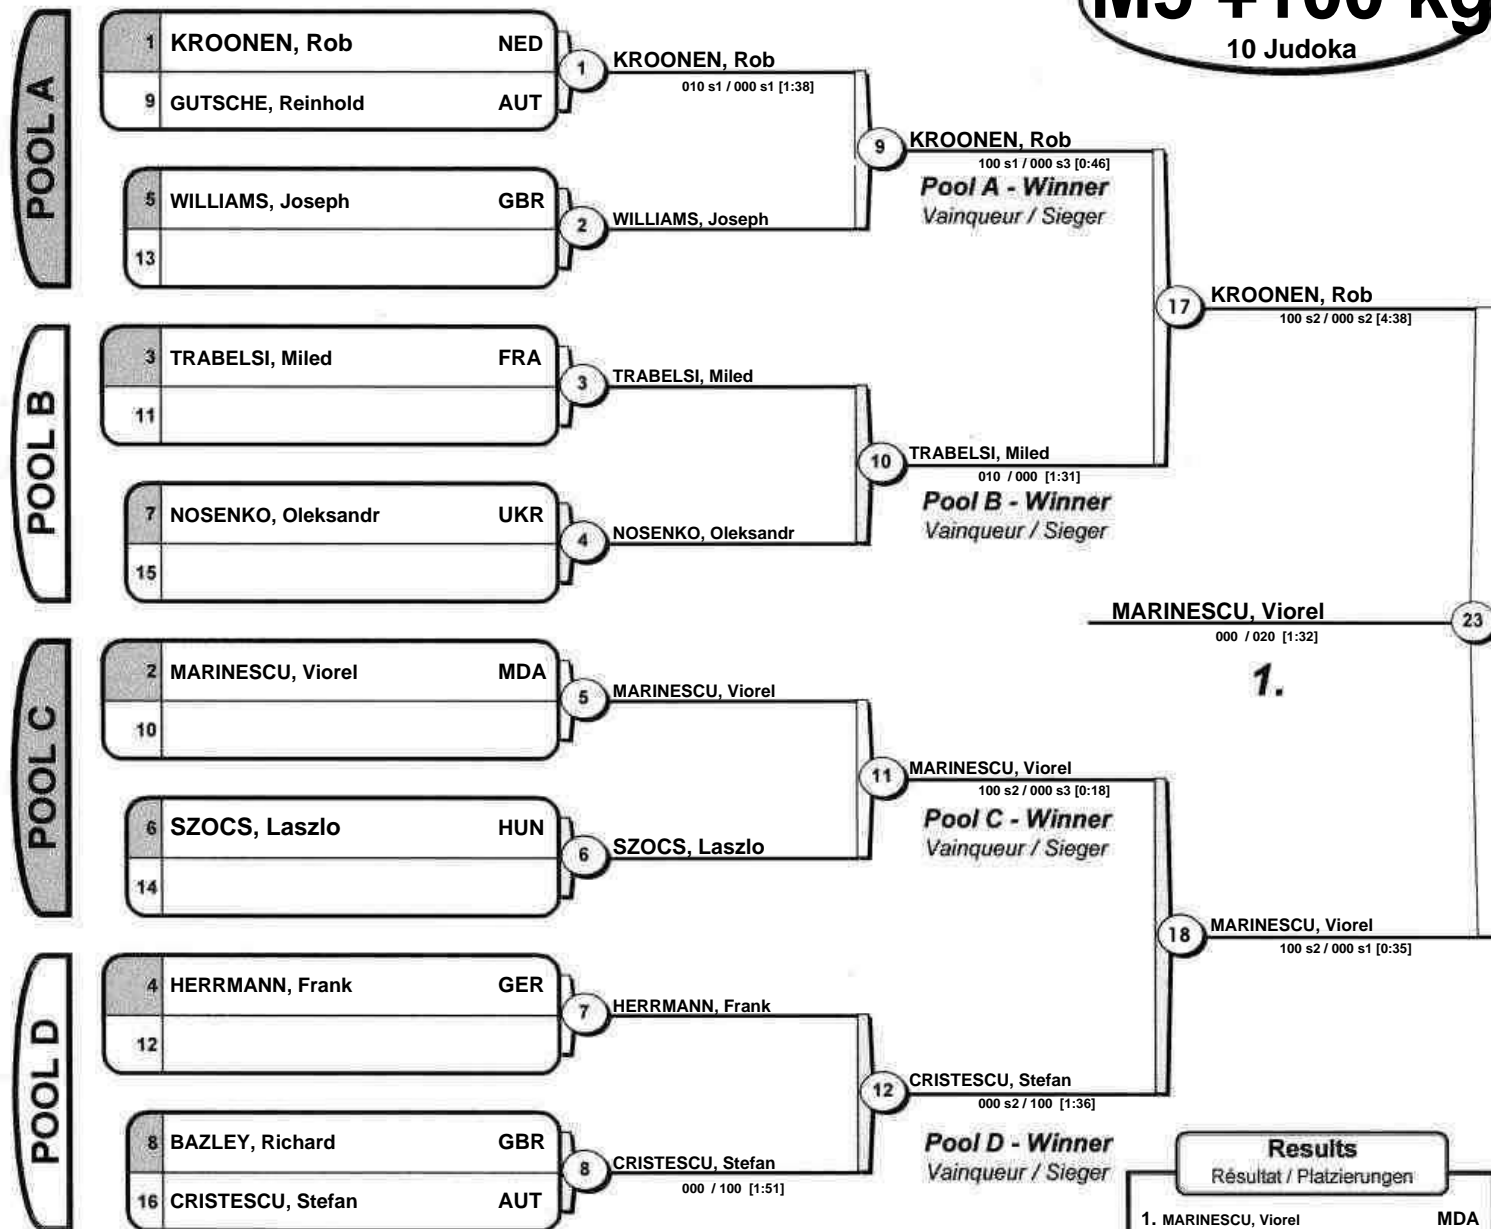 M5 +100 kg
10 Judoka
POOL A
1 KROONEN, Rob NED
9 GUTSCHE, Reinhold AUT
1
KROONEN, Rob
010 s1 / 000 s1 [1:38]
5 WILLIAMS, Joseph GBR
13
2
WILLIAMS, Joseph
9
KROONEN, Rob
100 s1 / 000 s3 [0:46]
Pool A - Winner
Vainqueur / Sieger
POOL B
3 TRABELSI, Miled FRA
11
3
TRABELSI, Miled
7 NOSENKO, Oleksandr UKR
15
4
NOSENKO, Oleksandr
10
TRABELSI, Miled
010 / 000 [1:31]
Pool B - Winner
Vainqueur / Sieger
17
KROONEN, Rob
100 s2 / 000 s2 [4:38]
MARINESCU, Viorel
23
000 / 020 [1:32]
1.
POOL C
2 MARINESCU, Viorel MDA
10
5
MARINESCU, Viorel
6 SZOCS, Laszlo HUN
14
6
SZOCS, Laszlo
11
MARINESCU, Viorel
100 s2 / 000 s3 [0:18]
Pool C - Winner
Vainqueur / Sieger
18
MARINESCU, Viorel
100 s2 / 000 s1 [0:35]
POOL D
4 HERRMANN, Frank GER
12
7
HERRMANN, Frank
8 BAZLEY, Richard GBR
16 CRISTESCU, Stefan AUT
8
CRISTESCU, Stefan
000 / 100 [1:51]
12
CRISTESCU, Stefan
000 s2 / 100 [1:36]
Pool D - Winner
Vainqueur / Sieger
Results
Résultat / Platzierungen
1. MARINESCU, Viorel MDA